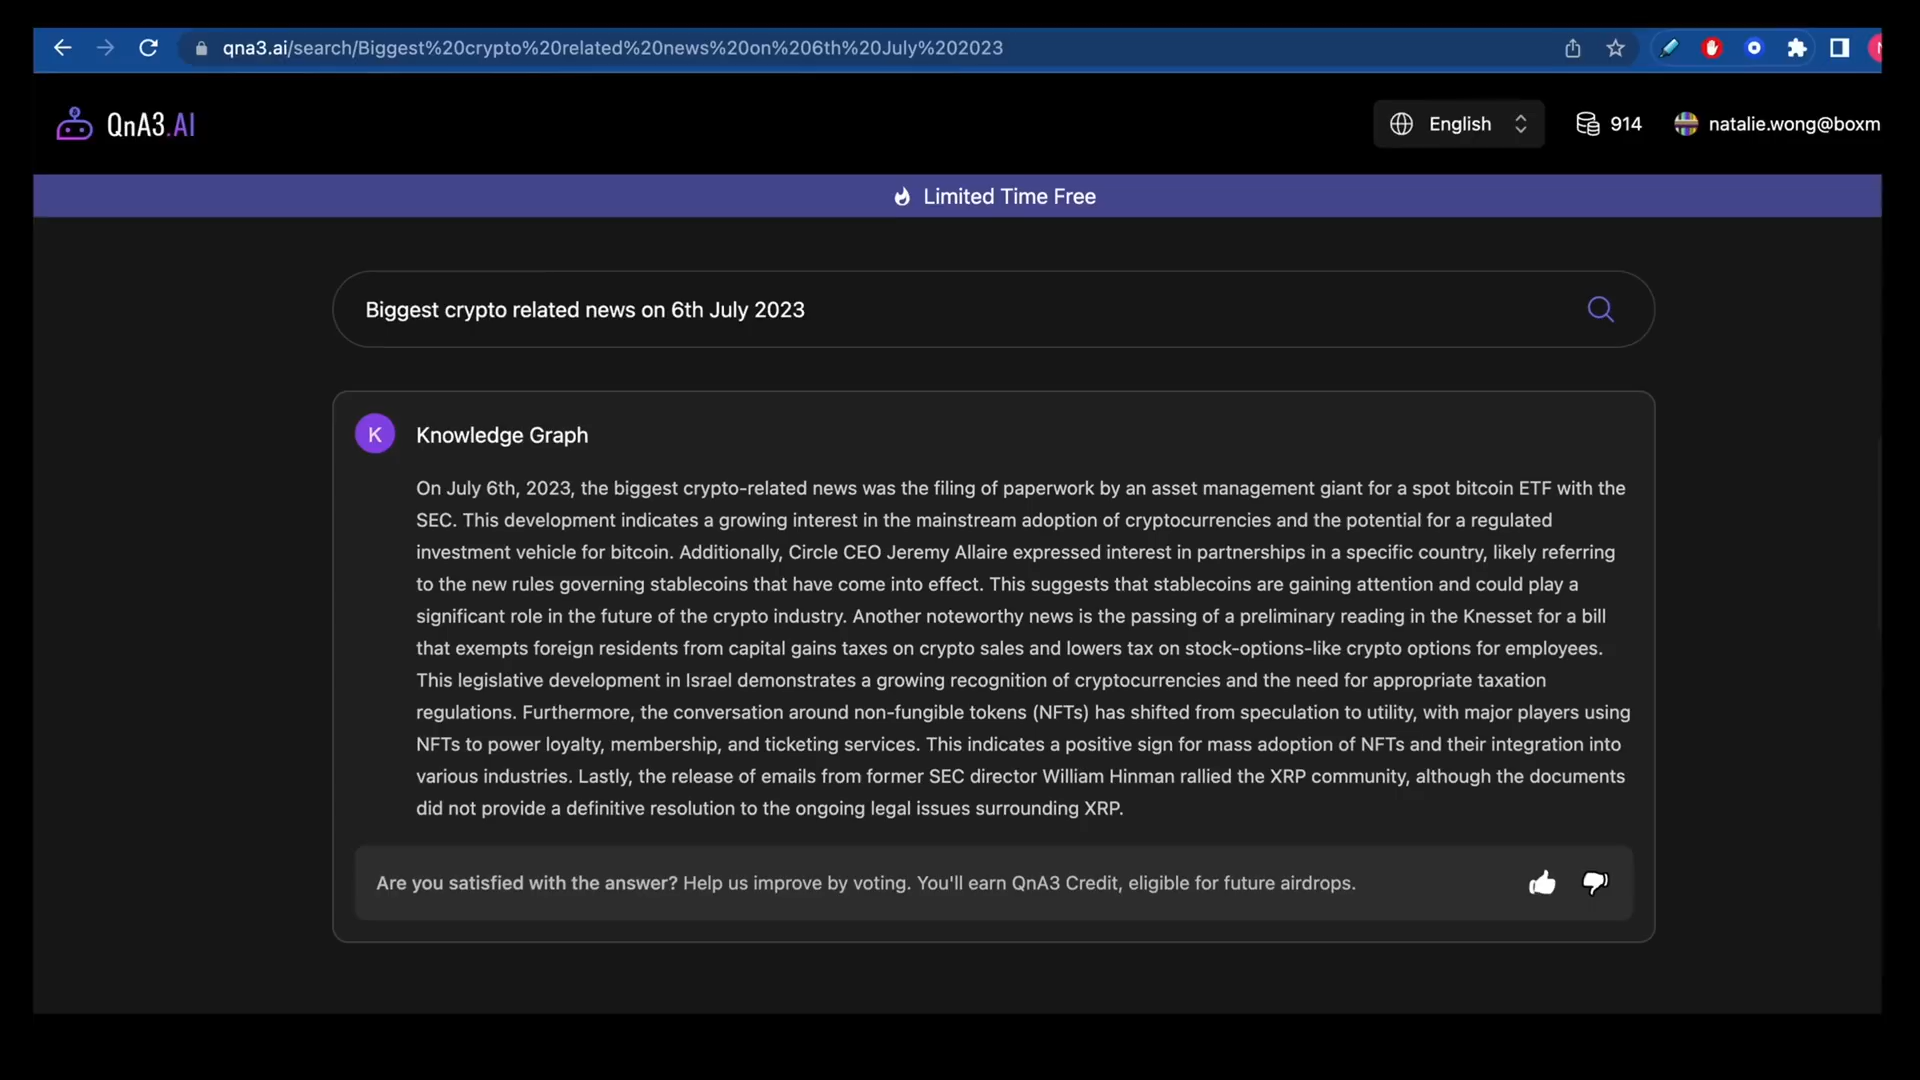 qna3.ai/search/Biggest%20crypto%20related%20news%20on%206th%20July%202023
QnA3.AI
English
914
natalie.wong@boxm
Limited Time Free
Biggest crypto related news on 6th July 2023
K
Knowledge Graph
On July 6th, 2023, the biggest crypto-related news was the filing of paperwork by an asset management giant for a spot bitcoin ETF with the
SEC. This development indicates a growing interest in the mainstream adoption of cryptocurrencies and the potential for a regulated
investment vehicle for bitcoin. Additionally, Circle CEO Jeremy Allaire expressed interest in partnerships in a specific country, likely referring
to the new rules governing stablecoins that have come into effect. This suggests that stablecoins are gaining attention and could play a
significant role in the future of the crypto industry. Another noteworthy news is the passing of a preliminary reading in the Knesset for a bill
that exempts foreign residents from capital gains taxes on crypto sales and lowers tax on stock-options-like crypto options for employees.
This legislative development in Israel demonstrates a growing recognition of cryptocurrencies and the need for appropriate taxation
regulations. Furthermore, the conversation around non-fungible tokens (NFTs) has shifted from speculation to utility, with major players using
NFTs to power loyalty, membership, and ticketing services. This indicates a positive sign for mass adoption of NFTs and their integration into
various industries. Lastly, the release of emails from former SEC director William Hinman rallied the XRP community, although the documents
did not provide a definitive resolution to the ongoing legal issues surrounding XRP.
Are you satisfied with the answer? Help us improve by voting. You'll earn QnA3 Credit, eligible for future airdrops.